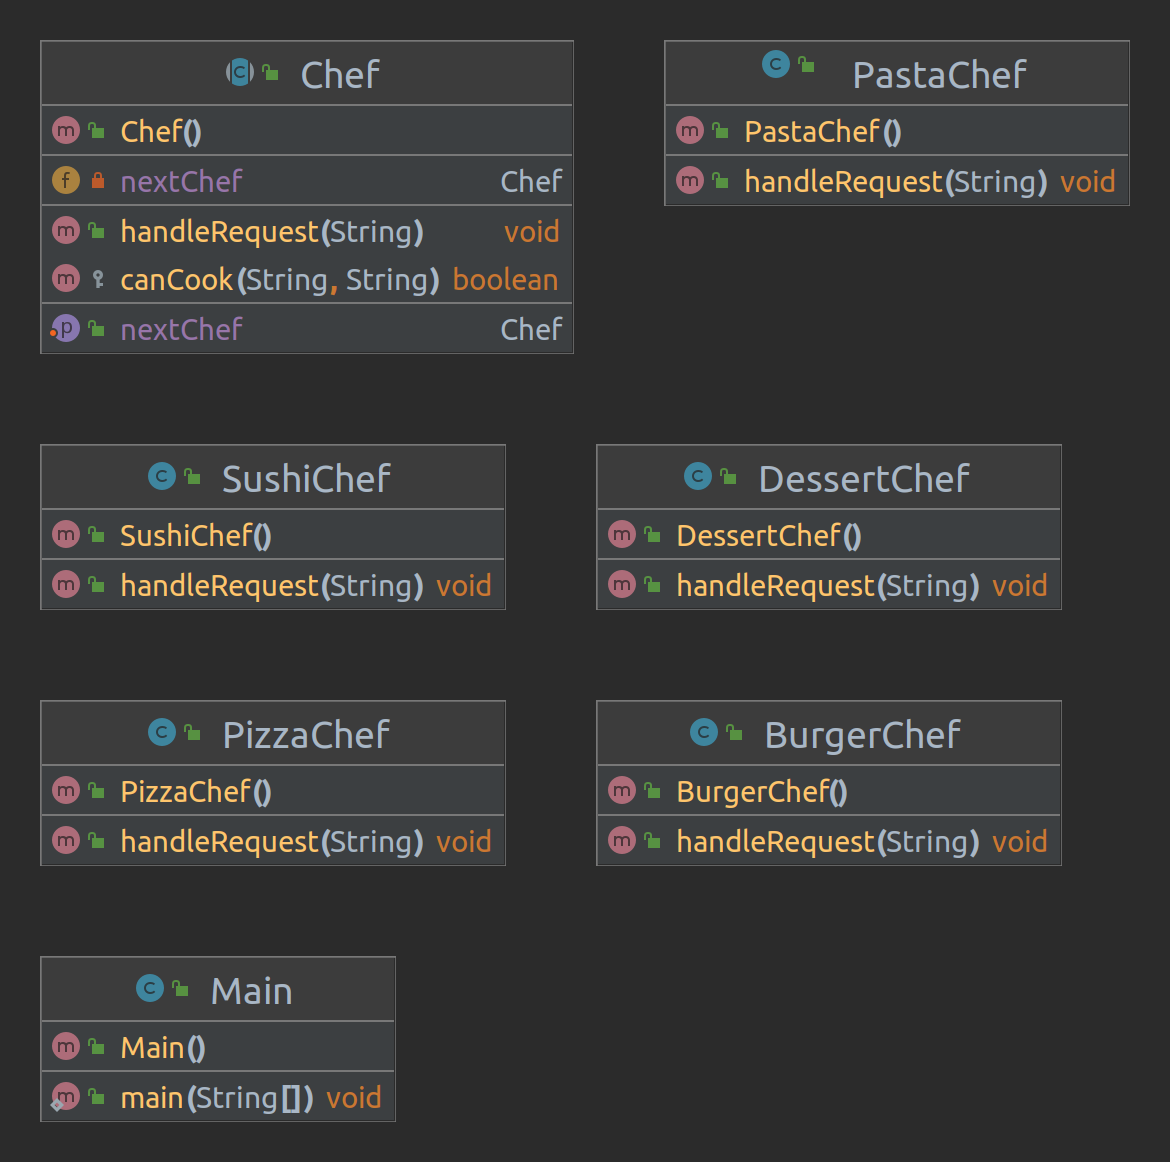 Chef
Chef()
nextChef Chef
handleRequest(String) void
canCook(String, String) boolean
nextChef Chef
PastaChef
PastaChef()
handleRequest(String) void
SushiChef
SushiChef()
handleRequest(String) void
DessertChef
DessertChef()
handleRequest(String) void
PizzaChef
PizzaChef()
handleRequest(String) void
BurgerChef
BurgerChef()
handleRequest(String) void
Main
Main()
main(String[]) void